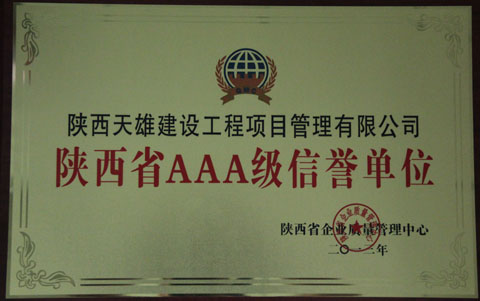 陕西天雄建设工程项目管理有限公司
陕西省AAA级信誉单位
陕西省企业质量管理中心
二〇一二年